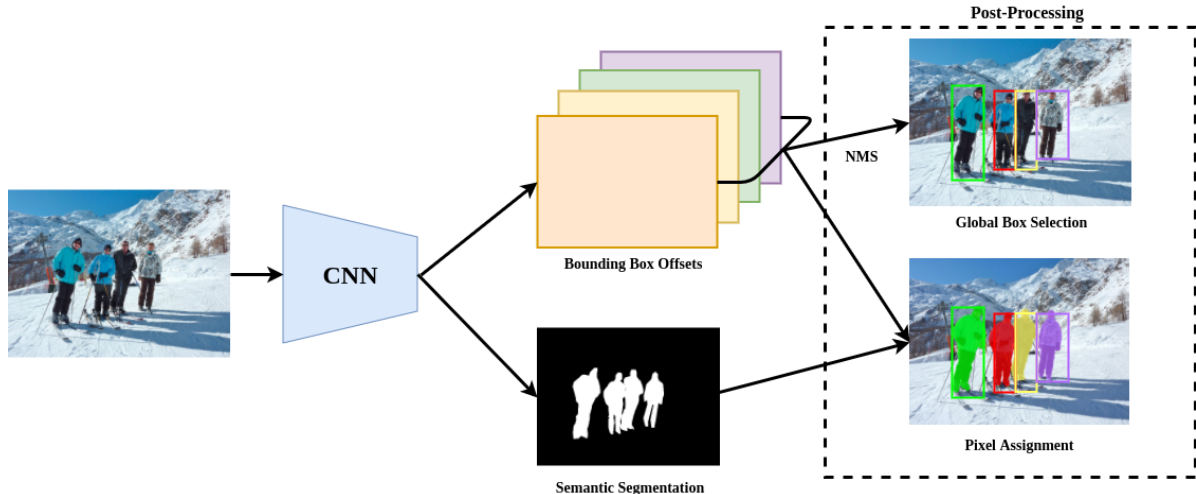 Post-Processing
NMS
Global Box Selection
CNN
Bounding Box Offsets
Pixel Assignment
Semantic Segmentation